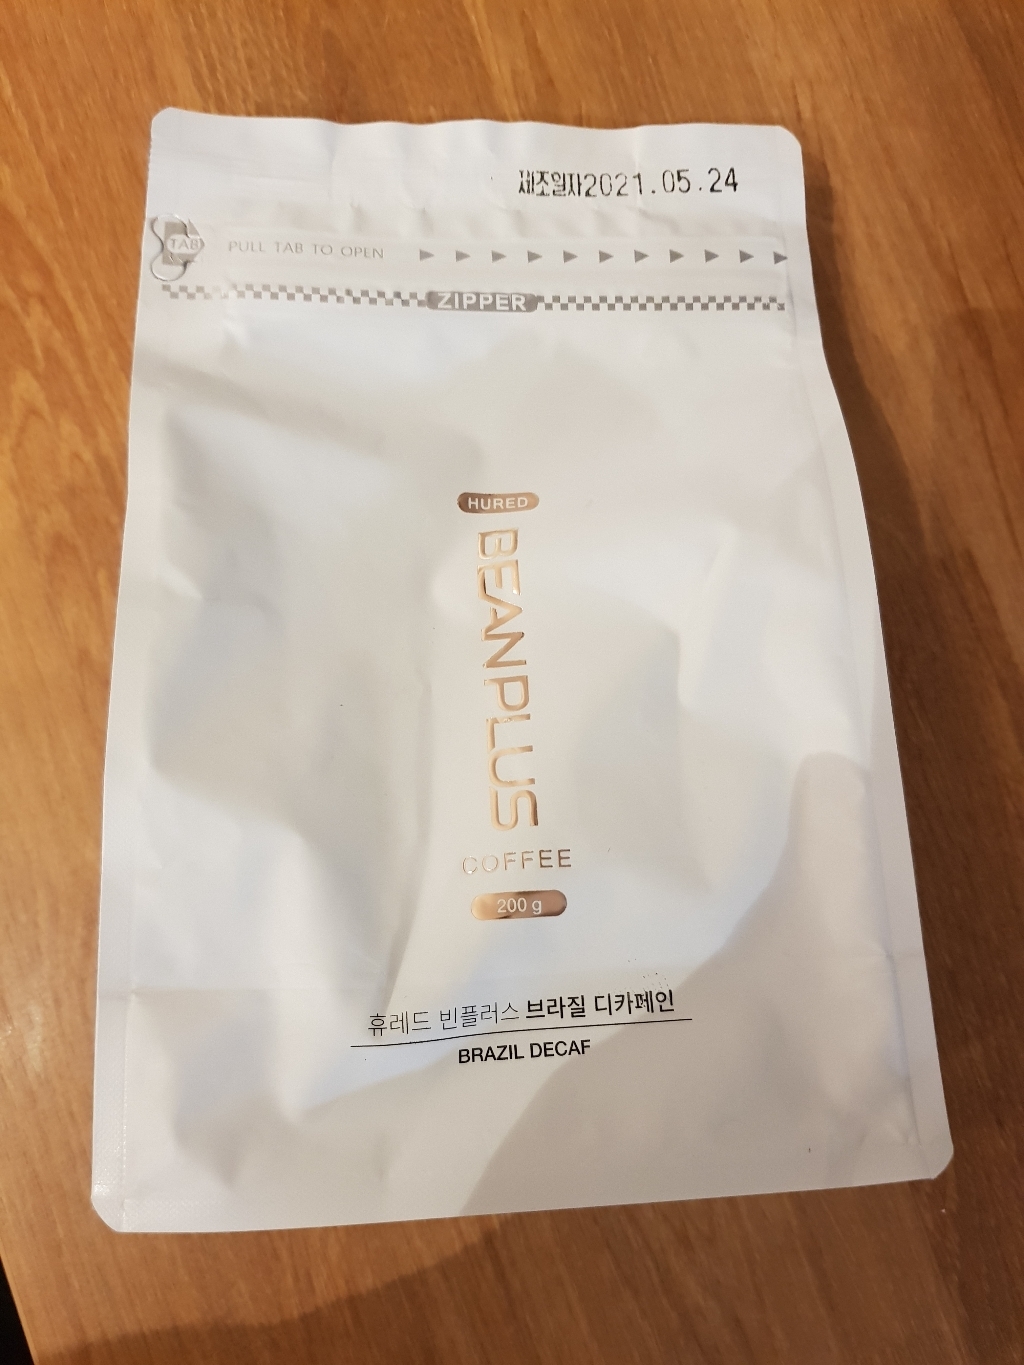 제조일자2021.05.24
TAB PULL TAB TO OPEN
ZIPPER
HURED
BEANPLUS
COFFEE
200 g
휴레드 빈플러스 브라질 디카페인
BRAZIL DECAF